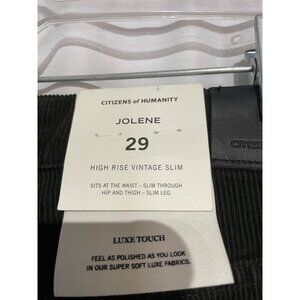 CITIZENS of HUMANITY
JOLENE
29
HIGH RISE VINTAGE SLIM
SITS AT THE WAIST – SLIM THROUGH
HIP AND THIGH – SLIM LEG
CITIZE
LUXE TOUCH
FEEL AS POLISHED AS YOU LOOK
IN OUR SUPER SOFT LUXE FABRICS.